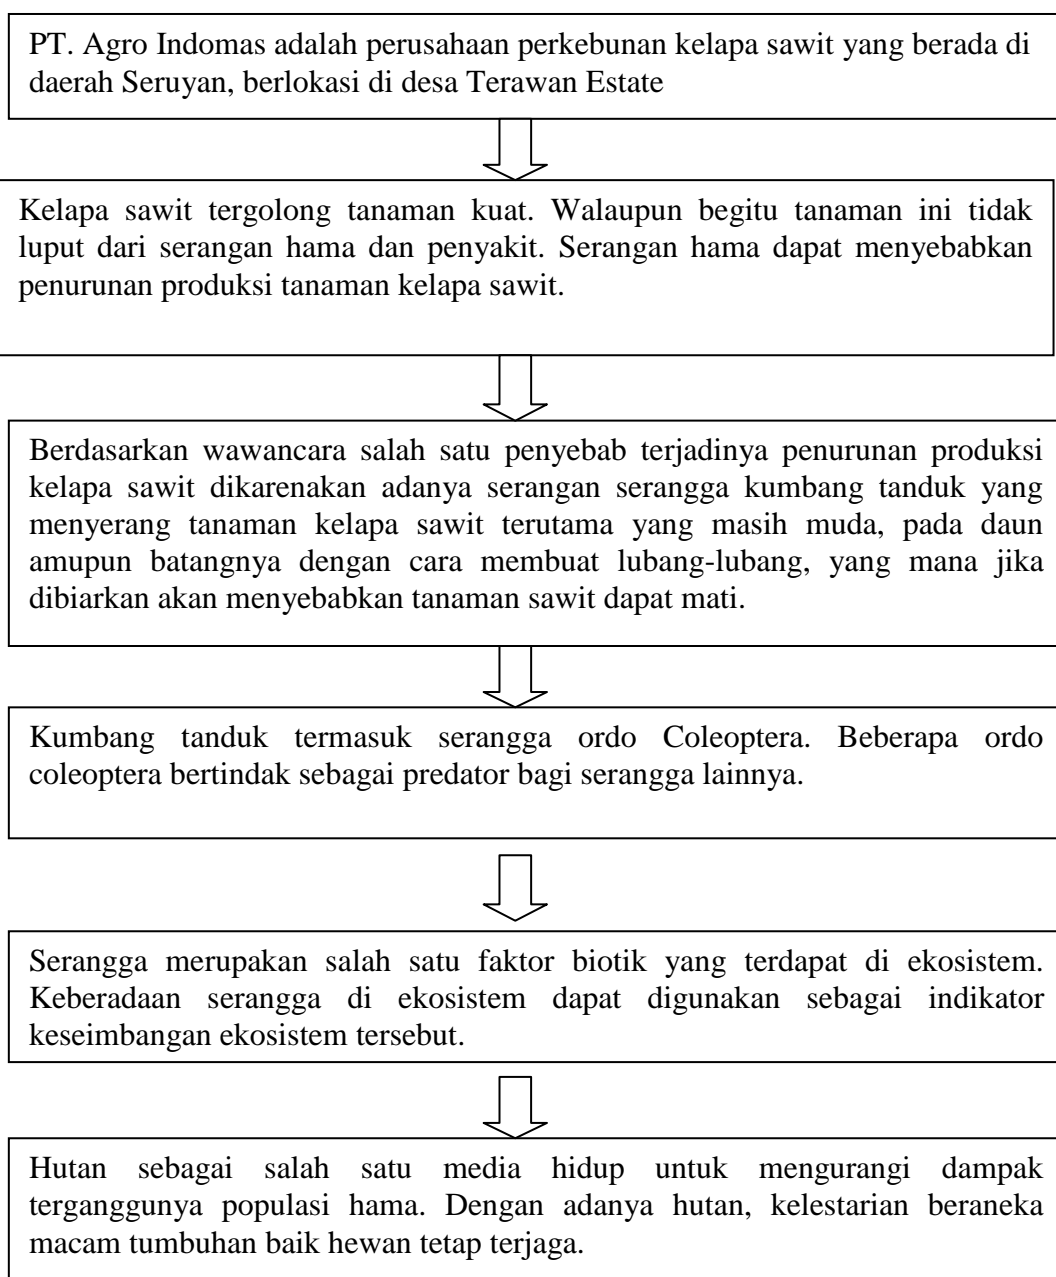 PT. Agro Indomas adalah perusahaan perkebunan kelapa sawit yang berada di
daerah Seruyan, berlokasi di desa Terawan Estate
Kelapa sawit tergolong tanaman kuat. Walaupun begitu tanaman ini tidak
luput dari serangan hama dan penyakit. Serangan hama dapat menyebabkan
penurunan produksi tanaman kelapa sawit.
Berdasarkan wawancara salah satu penyebab terjadinya penurunan produksi
kelapa sawit dikarenakan adanya serangan serangga kumbang tanduk yang
menyerang tanaman kelapa sawit terutama yang masih muda, pada daun
amupun batangnya dengan cara membuat lubang-lubang, yang mana jika
dibiarkan akan menyebabkan tanaman sawit dapat mati.
Kumbang tanduk termasuk serangga ordo Coleoptera. Beberapa ordo
coleoptera bertindak sebagai predator bagi serangga lainnya.
Serangga merupakan salah satu faktor biotik yang terdapat di ekosistem.
Keberadaan serangga di ekosistem dapat digunakan sebagai indikator
keseimbangan ekosistem tersebut.
Hutan sebagai salah satu media hidup untuk mengurangi dampak
terganggunya populasi hama. Dengan adanya hutan, kelestarian beraneka
macam tumbuhan baik hewan tetap terjaga.